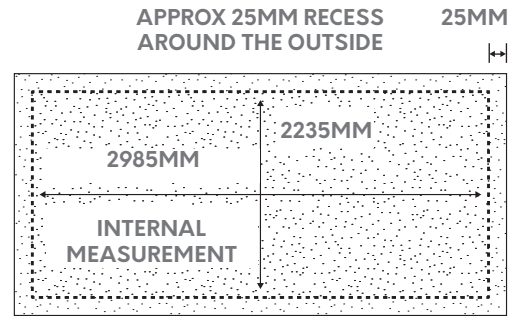 APPROX 25MM RECESS
AROUND THE OUTSIDE
25MM
2235MM
2985MM
INTERNAL
MEASUREMENT